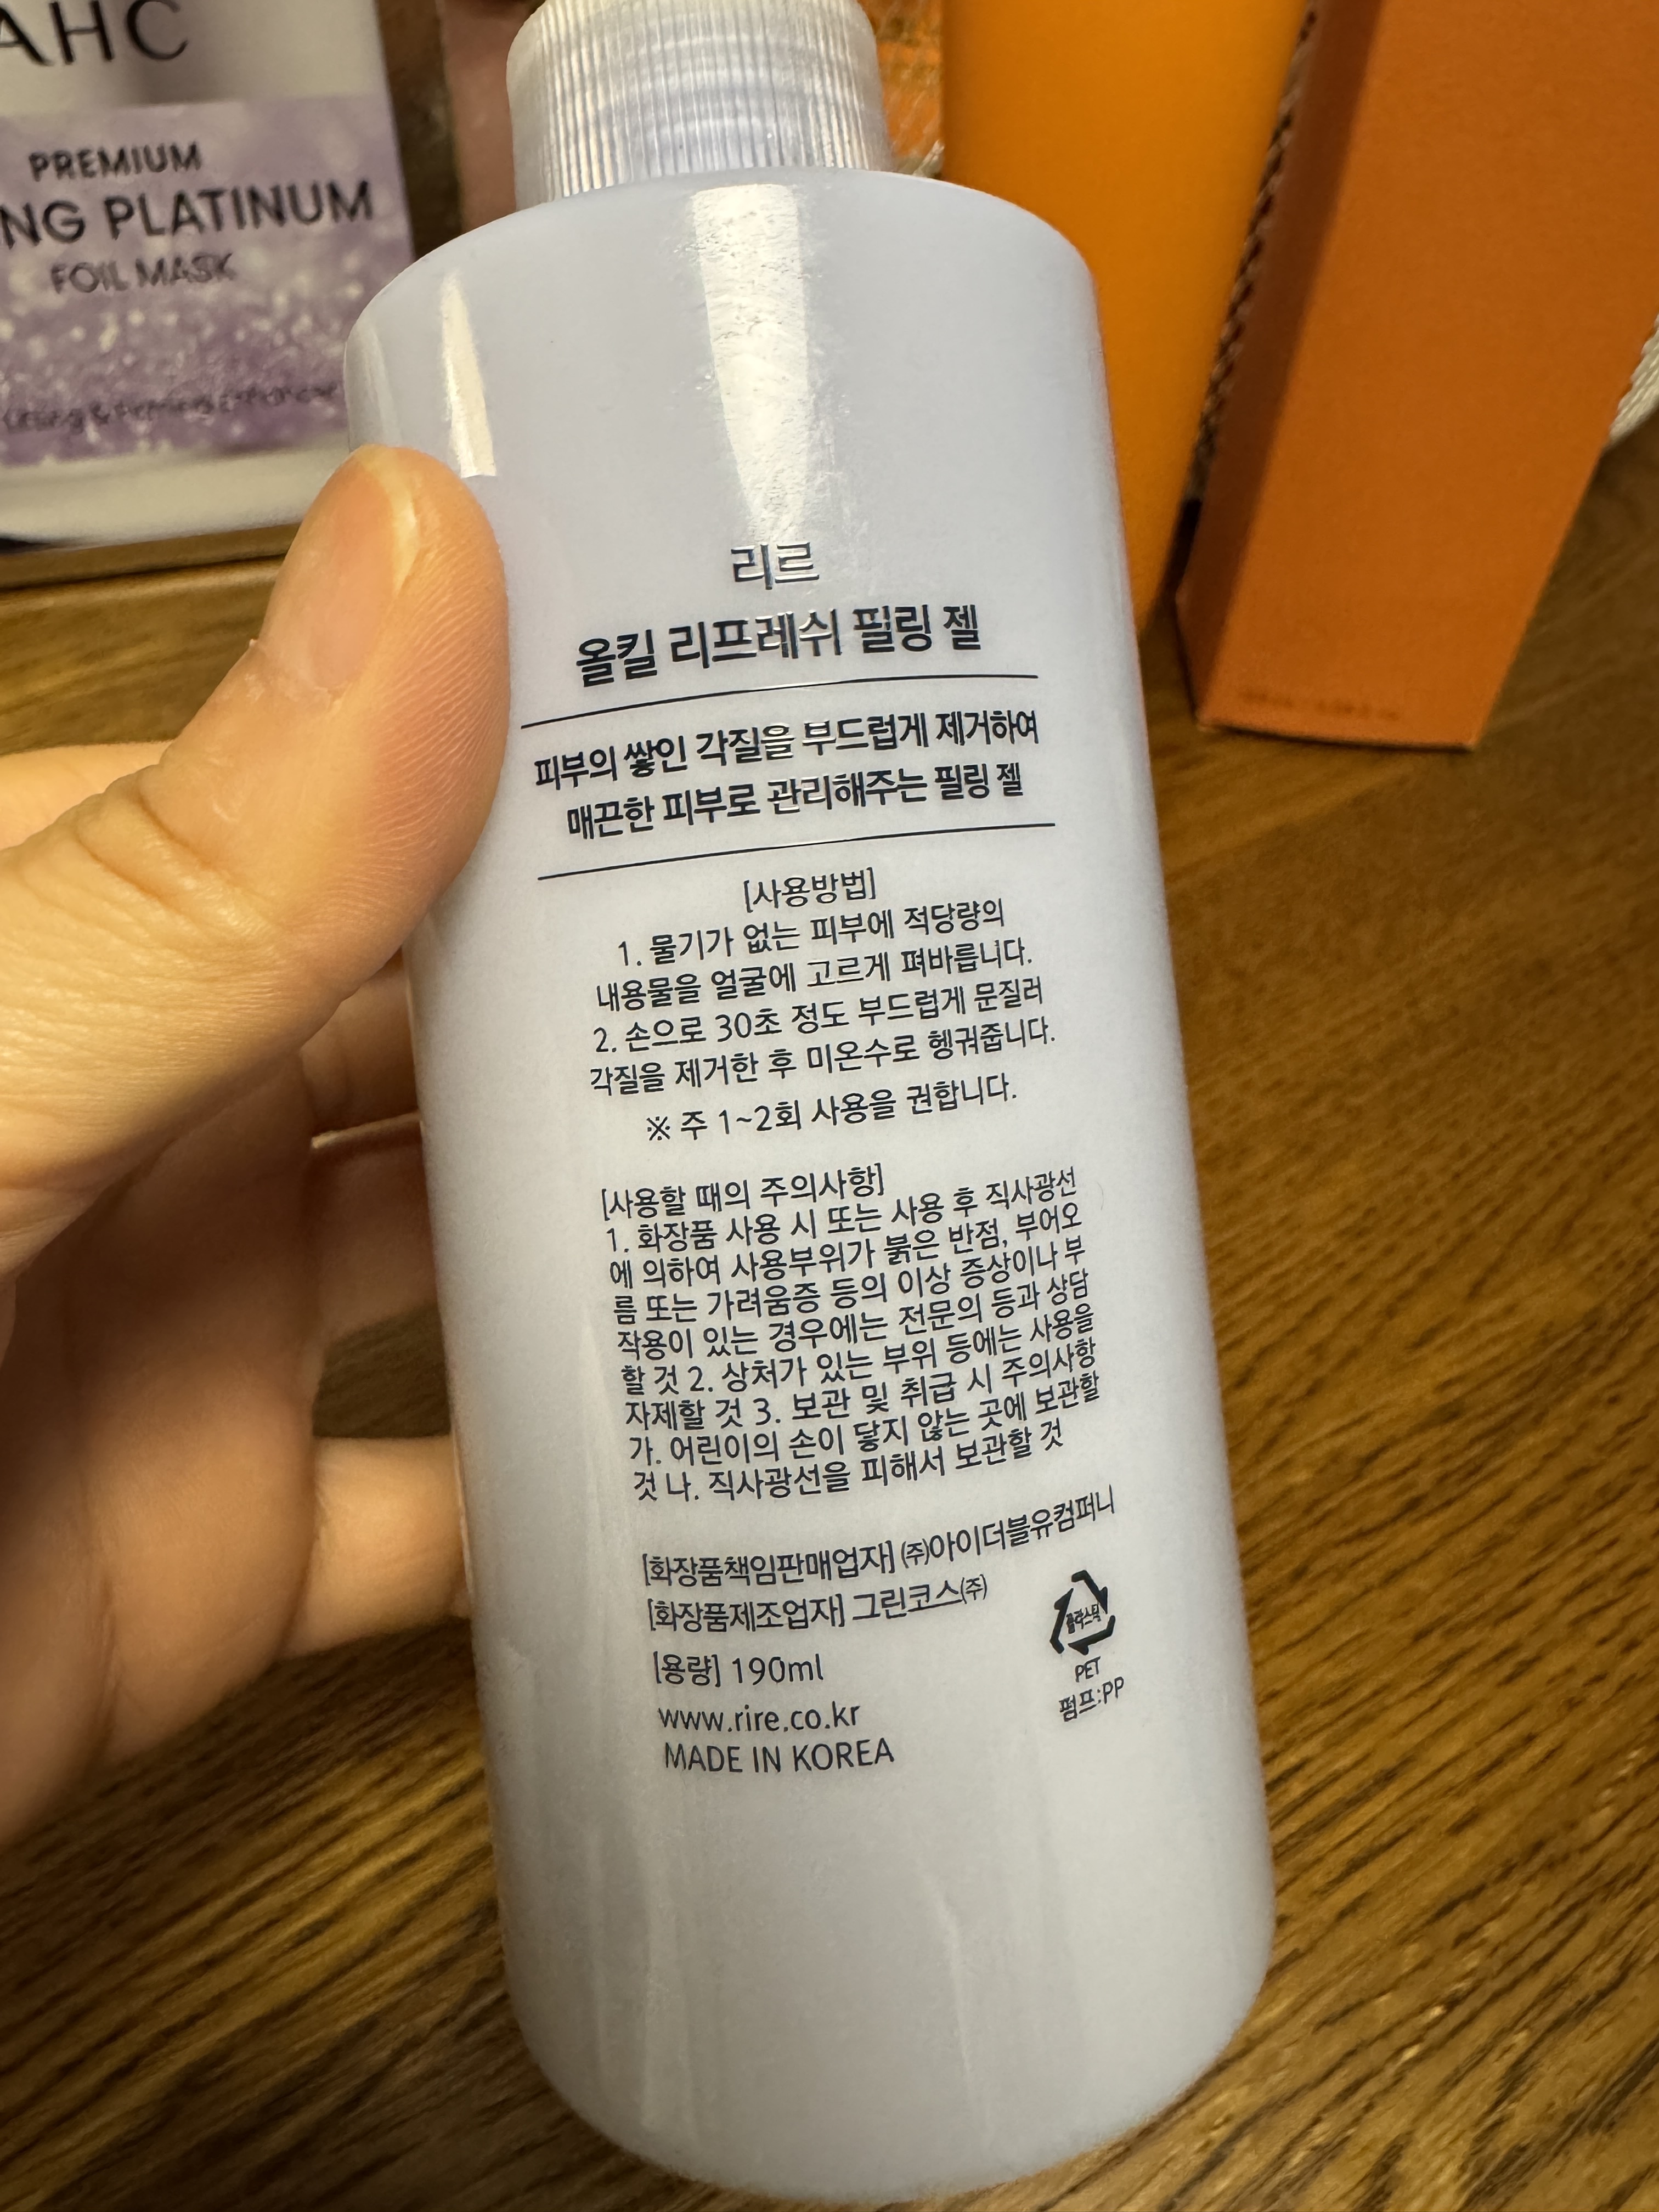 AHC
PREMIUM
NG PLATINUM
FOIL MASK
리르
올킬 리프레쉬 필링 젤
피부의 쌓인 각질을 부드럽게 제거하여
매끈한 피부로 관리해주는 필링 젤
[사용방법]
1. 물기가 없는 피부에 적당량의
내용물을 얼굴에 고르게 펴바릅니다.
2. 손으로 30초 정도 부드럽게 문질러
각질을 제거한 후 미온수로 헹궈줍니다.
※ 주 1~2회 사용을 권합니다.
[사용할 때의 주의사항]
1. 화장품 사용 시 또는 사용 후 직사광선
에 의하여 사용부위가 붉은 반점, 부어오
름 또는 가려움증 등의 이상 증상이나 부
작용이 있는 경우에는 전문의 등과 상담
할 것 2. 상처가 있는 부위 등에는 사용을
자제할 것 3. 보관 및 취급 시 주의사항
가. 어린이의 손이 닿지 않는 곳에 보관할
것 나. 직사광선을 피해서 보관할 것
[화장품책임판매업자] ㈜아이더블유컴퍼니
[화장품제조업자] 그린코스㈜
[용량] 190ml
www.rire.co.kr
MADE IN KOREA
플라스틱
PET
펌프:PP